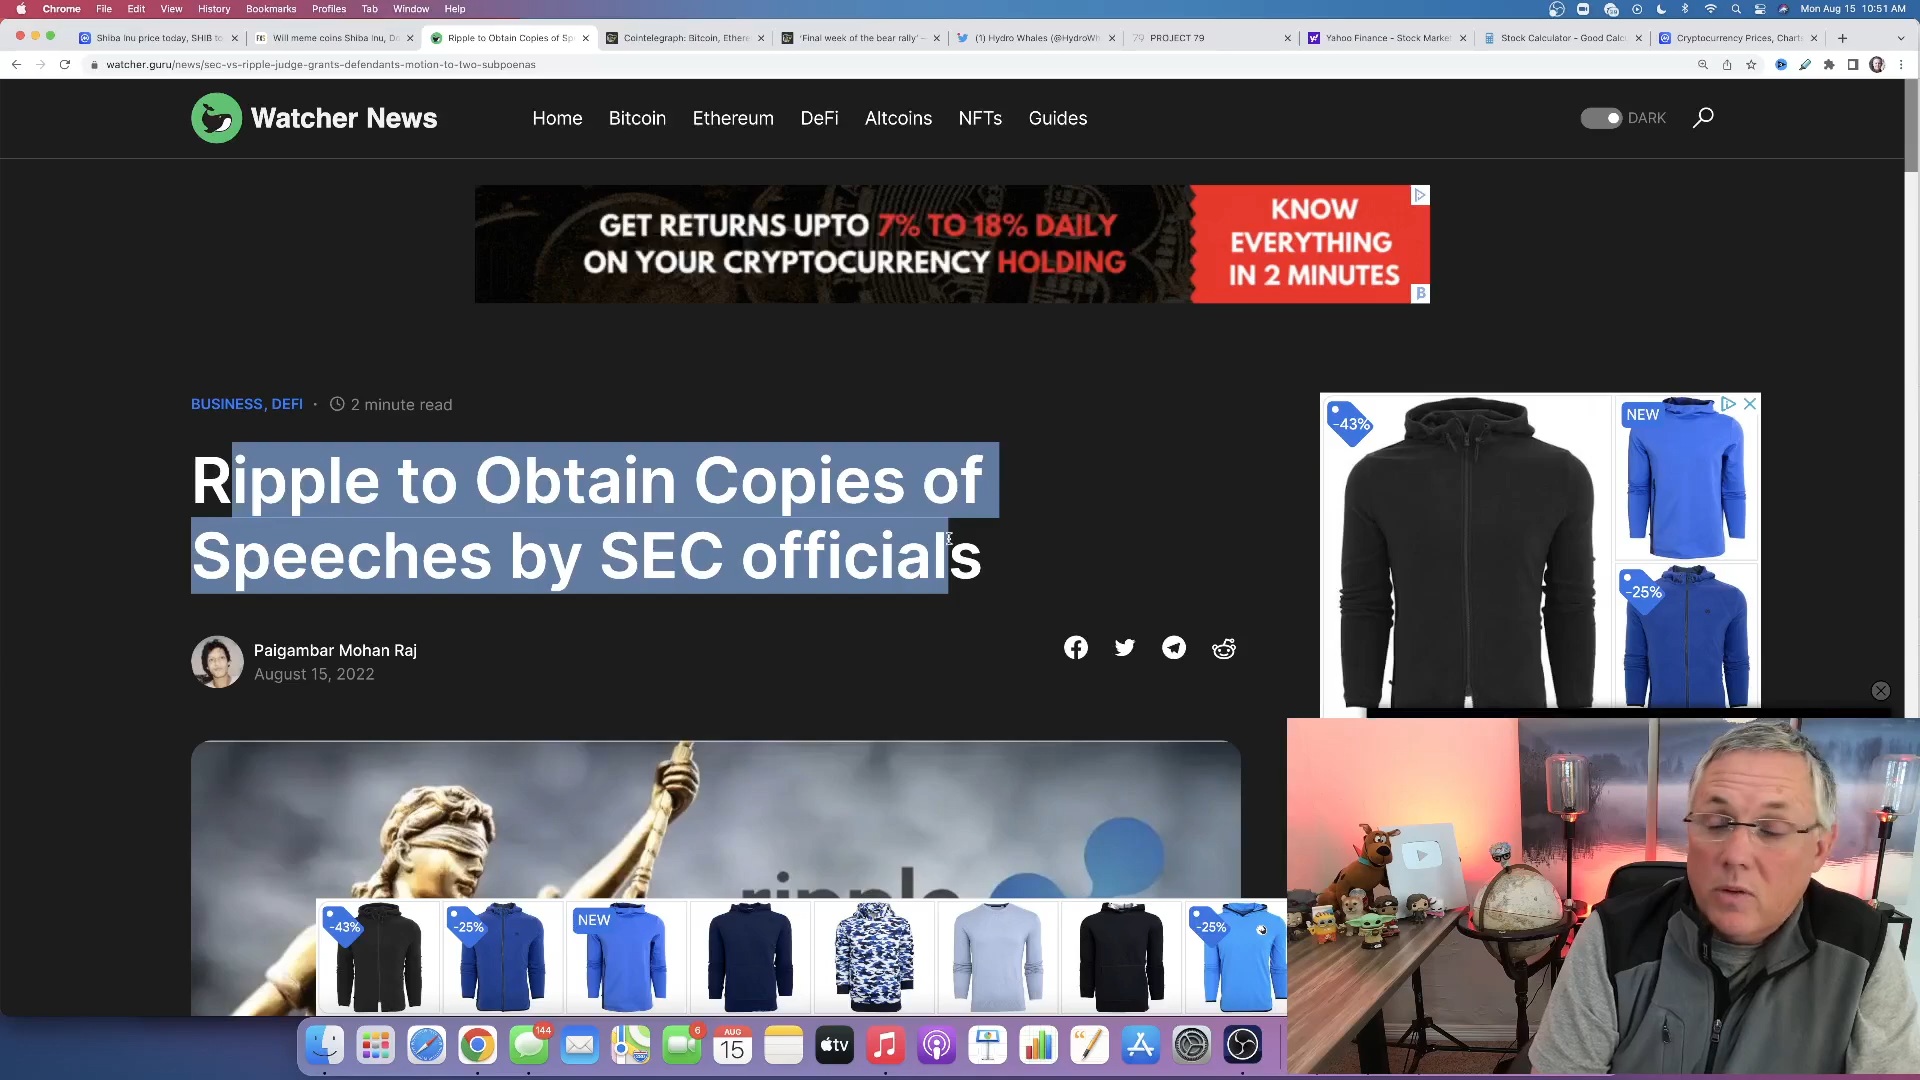 Chrome File Edit View History Bookmarks Profiles Tab Window Help
Mon Aug 15 10:51 AM
Shiba Inu price today, SHIB to
Will meme coins Shiba Inu, Do
Ripple to Obtain Copies of Sp
Cointelegraph: Bitcoin, Ethere
'Final week of the bear rally' –
(1) Hydro Whales (@HydroWh
PROJECT 79
Yahoo Finance - Stock Market
Stock Calculator - Good Calc
Cryptocurrency Prices, Chart
watcher.guru/news/sec-vs-ripple-judge-grants-defendants-motion-to-two-subpoenas
Watcher News
Home Bitcoin Ethereum DeFi Altcoins NFTs Guides
DARK
GET RETURNS UPTO 7% TO 18% DAILY
ON YOUR CRYPTOCURRENCY HOLDING
KNOW
EVERYTHING
IN 2 MINUTES
BUSINESS, DEFI • 2 minute read
Ripple to Obtain Copies of
Speeches by SEC officials
Paigambar Mohan Raj
August 15, 2022
-43%
NEW
-25%
ripple
-43%
-25%
NEW
-25%
144
6
AUG
15
tv